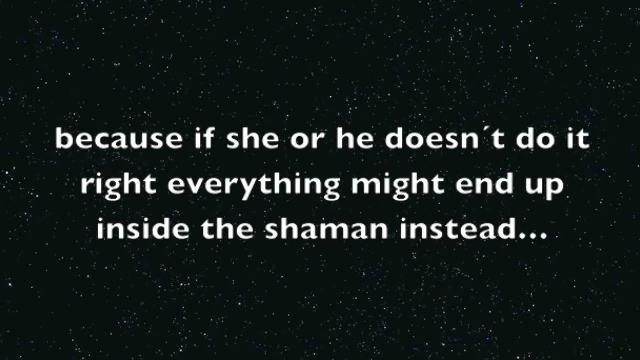 because if she or he doesn´t do it
right everything might end up
inside the shaman instead...